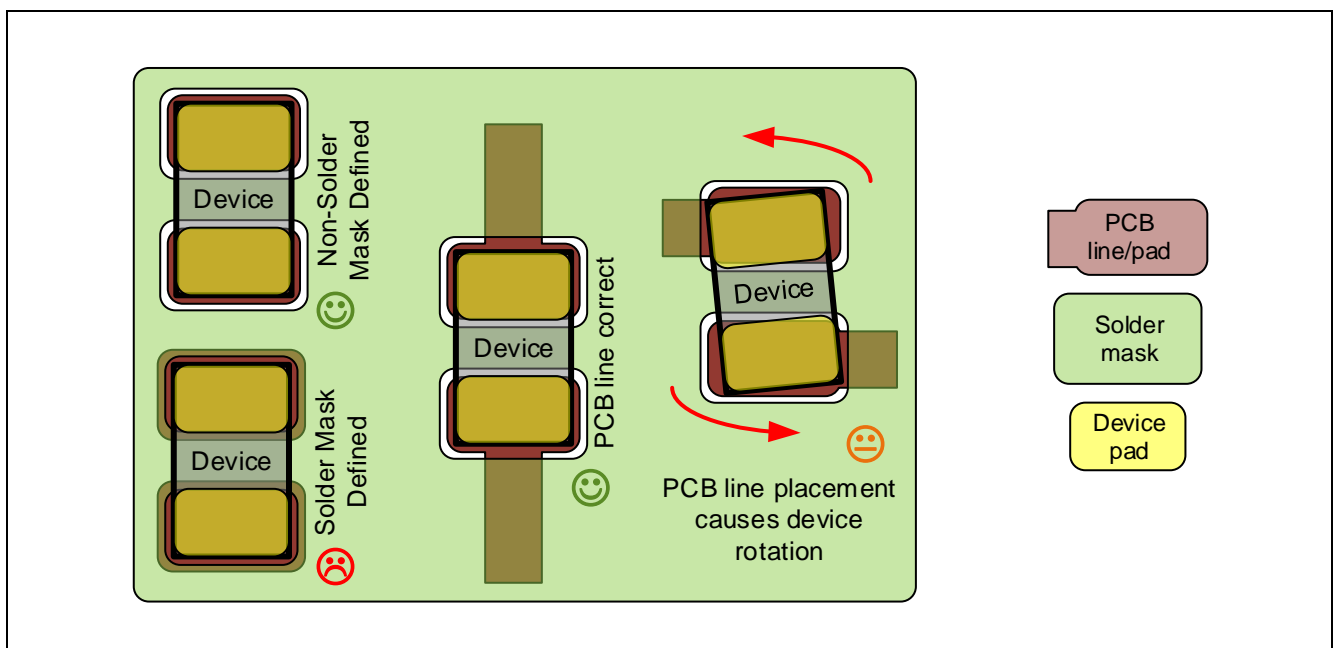 Device
Non-Solder
Mask Defined
Device
Solder Mask
Defined
Device
PCB line correct
Device
PCB line placement
causes device
rotation
PCB
line/pad
Solder
mask
Device
pad